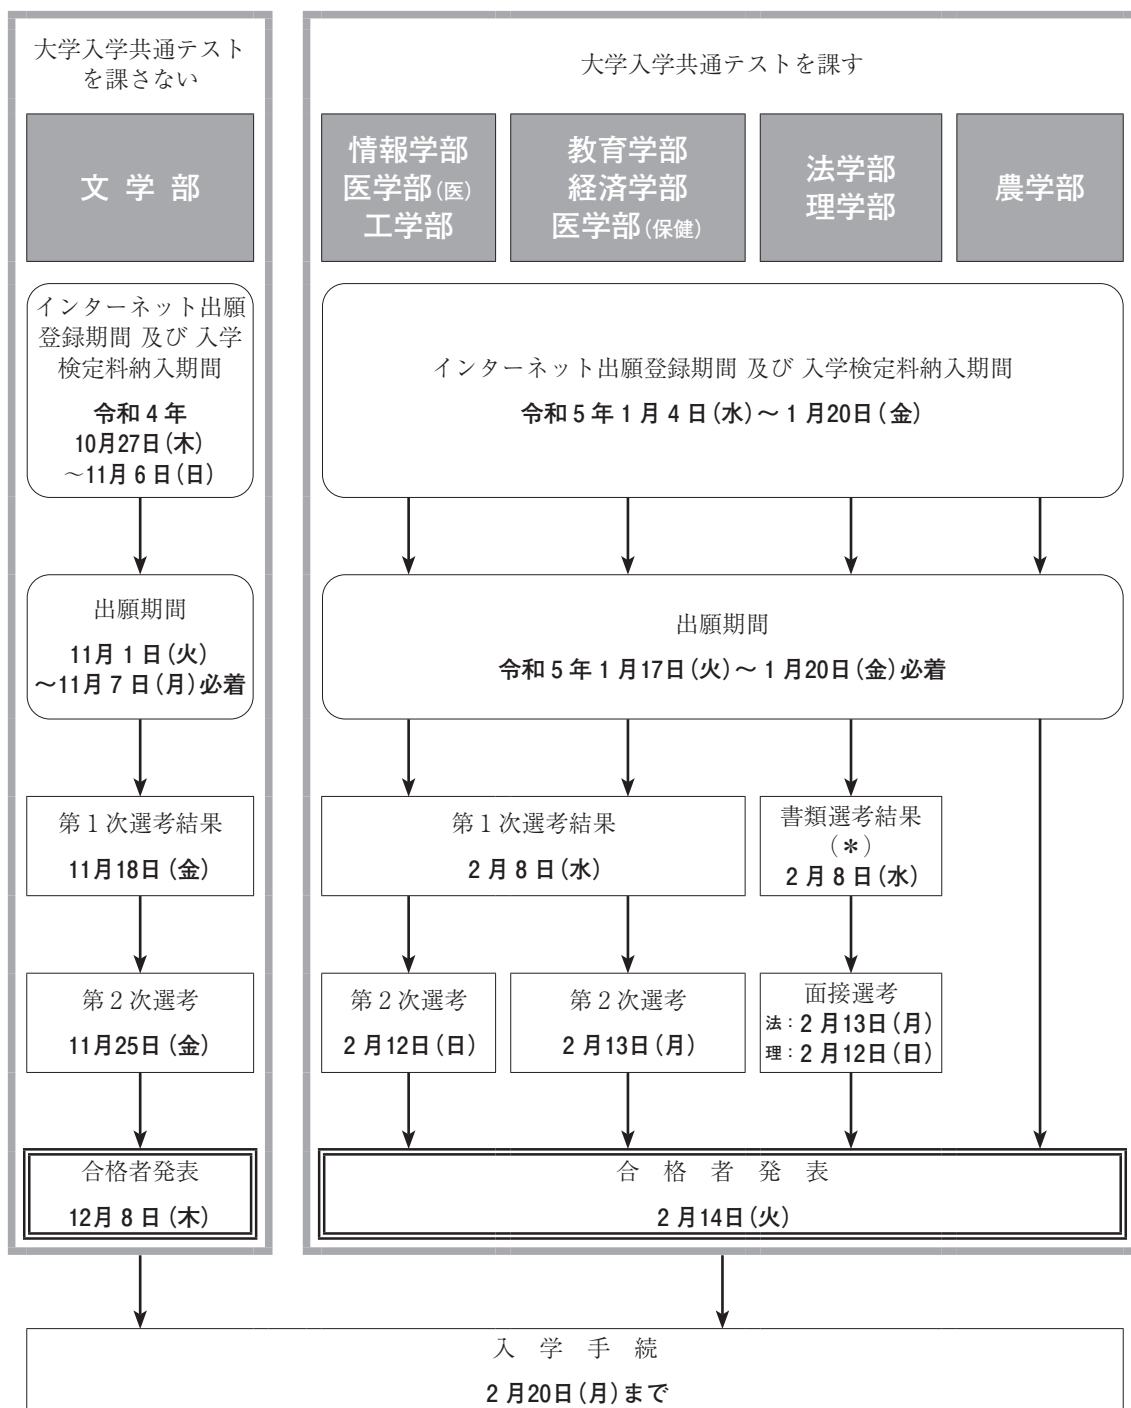 大学入学共通テスト
を課さない
文学部
インターネット出願
登録期間 及び 入学
検定料納入期間
令和4年
10月27日(木)
～11月6日(日)
出願期間
11月1日(火)
～11月7日(月)必着
第1次選考結果
11月18日(金)
第2次選考
11月25日(金)
合格者発表
12月8日(木)
大学入学共通テストを課す
情報学部
医学部(医)
工学部
教育学部
経済学部
医学部(保健)
法学部
理学部
農学部
インターネット出願登録期間 及び 入学検定料納入期間
令和5年1月4日(水)～1月20日(金)
出願期間
令和5年1月17日(火)～1月20日(金)必着
第1次選考結果
2月8日(水)
書類選考結果
(＊)
2月8日(水)
第2次選考
2月12日(日)
第2次選考
2月13日(月)
面接選考
法：2月13日(月)
理：2月12日(日)
合格者発表
2月14日(火)
入学手続
2月20日(月)まで